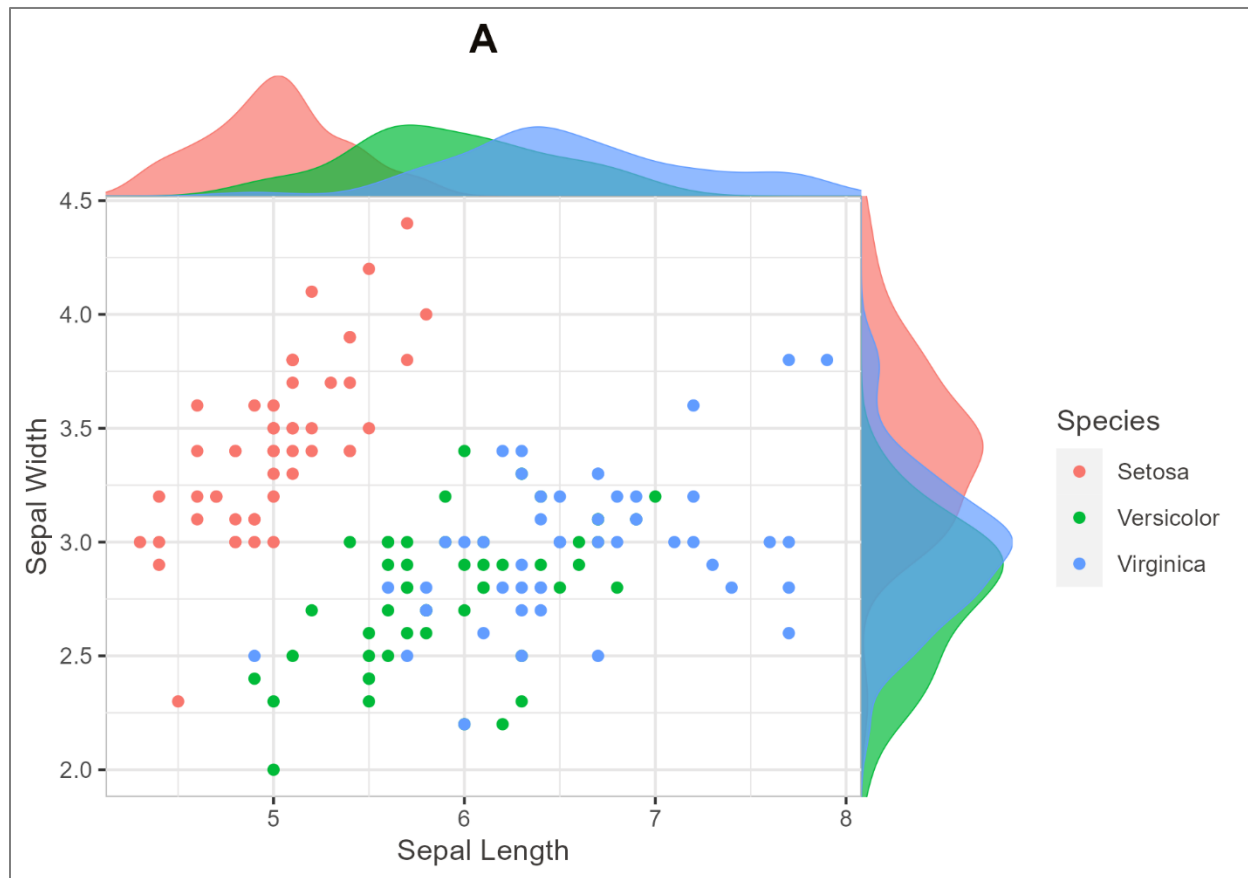 A
4.5
4.0
3.5
3.0
2.5
2.0
Sepal Width
5 6 7 8
Sepal Length
Species
Setosa
Versicolor
Virginica